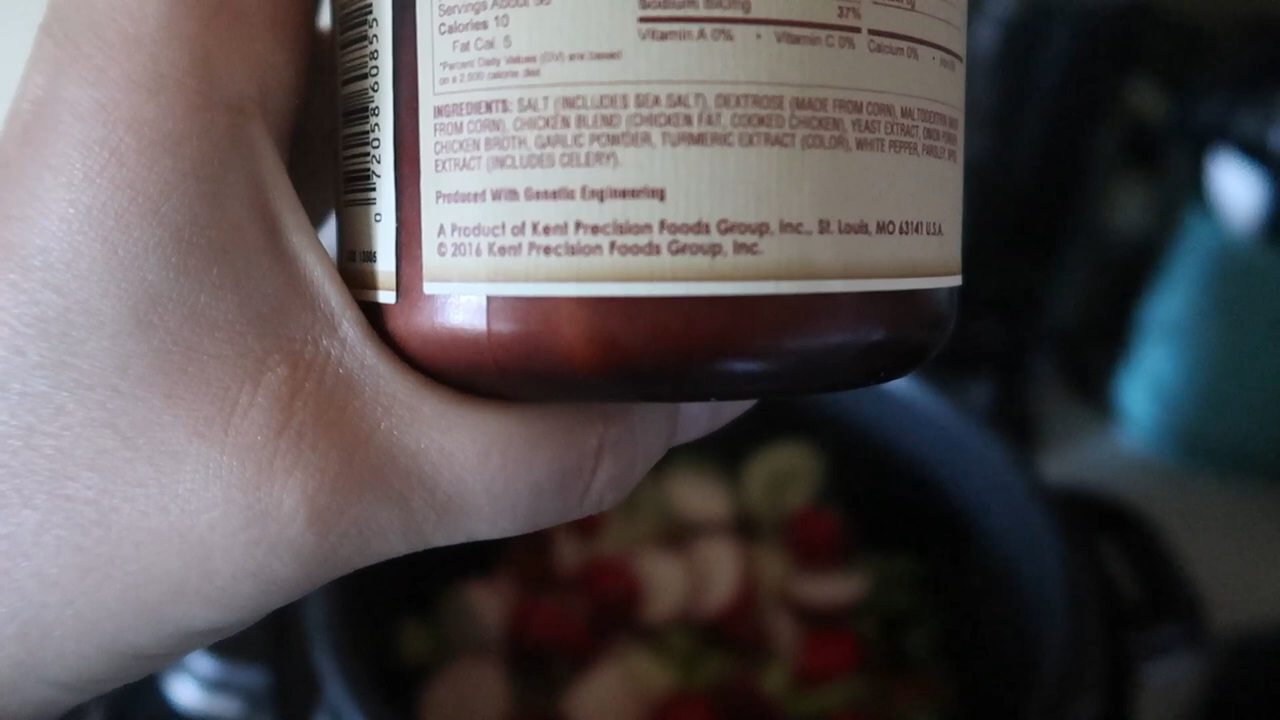 Servings About
Calories 10
Fat Cal. 5
*Percent Daily Values (DV) are based
on a 2,000 calorie diet.
37%
Vitamin A 0% • Vitamin C 0%
Calcium 0% •
INGREDIENTS: SALT (INCLUDES SEA SALT), DEXTROSE (MADE FROM CORN), MALTODEXTRIN
FROM CORN), CHICKEN BLEND (CHICKEN FAT, COOKED CHICKEN), YEAST EXTRACT, ONION
CHICKEN BROTH, GARLIC POWDER, TURMERIC EXTRACT (COLOR), WHITE PEPPER, PARSLEY,
EXTRACT (INCLUDES CELERY).
Produced With Genetic Engineering
A Product of Kent Precision Foods Group, Inc., St. Louis, MO 63141 U.S.A.
© 2016 Kent Precision Foods Group, Inc.
0 72058 60855